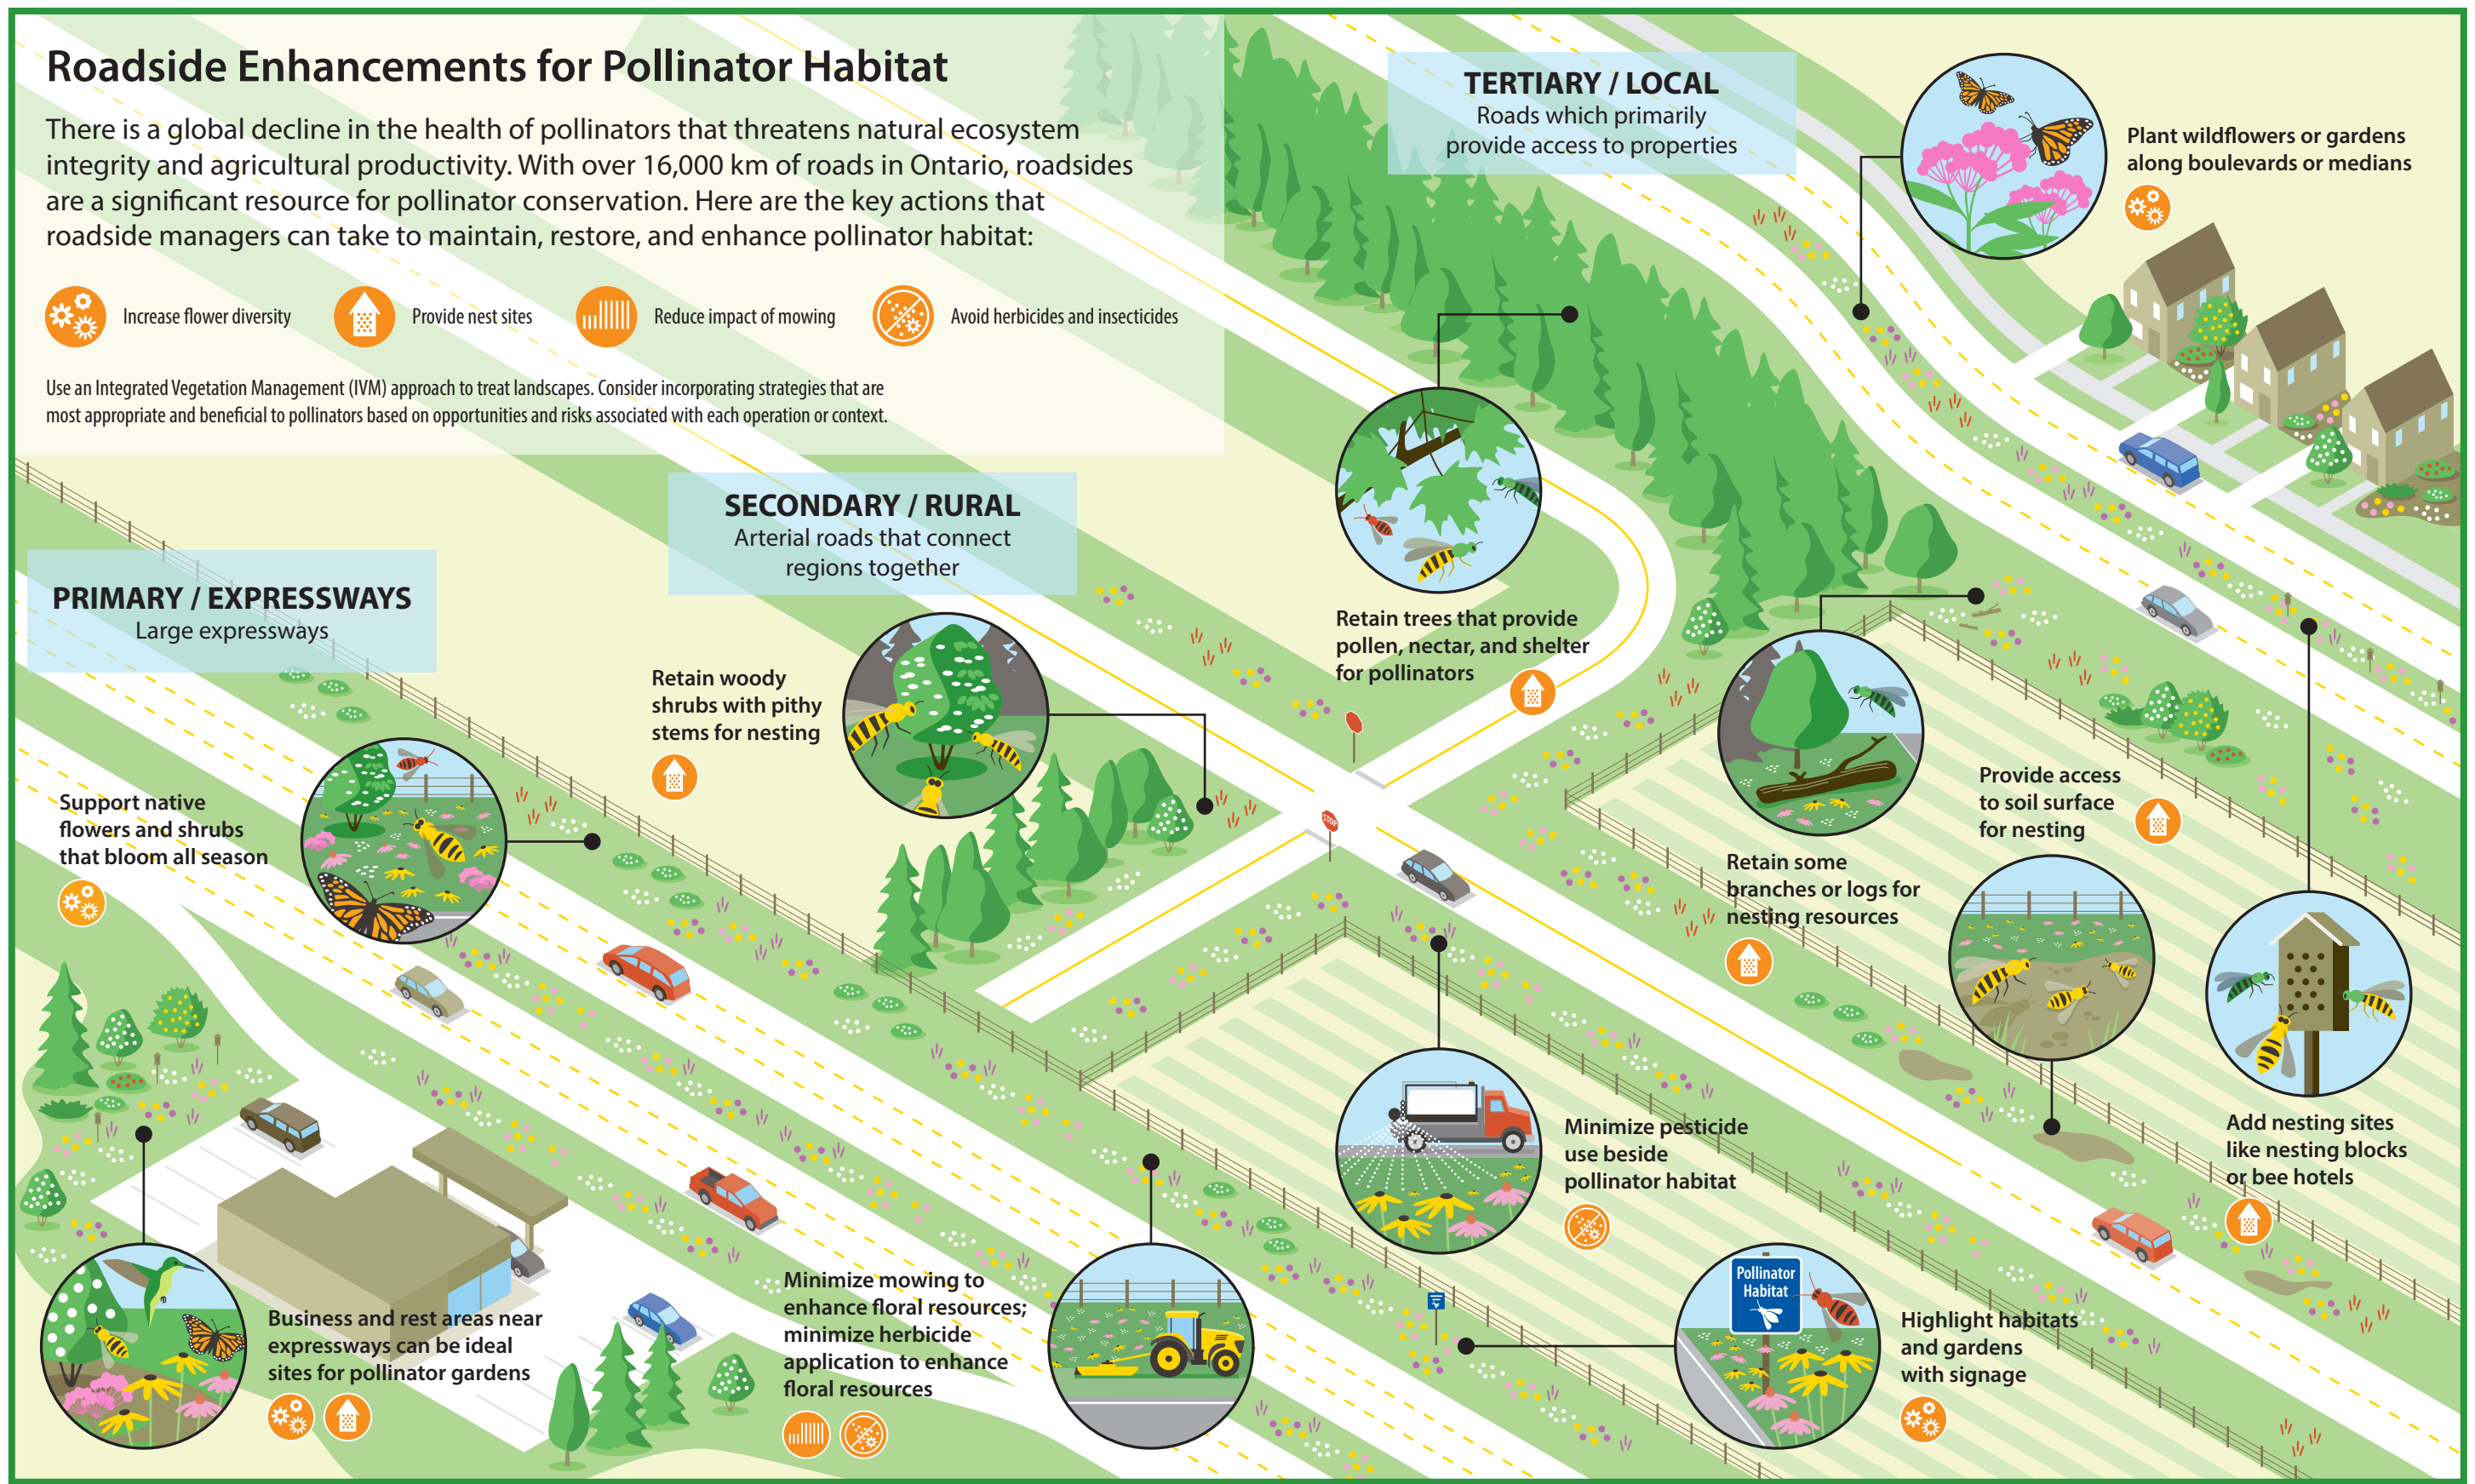 Roadside Enhancements for Pollinator Habitat
There is a global decline in the health of pollinators that threatens natural ecosystem
integrity and agricultural productivity. With over 16,000 km of roads in Ontario, roadsides
are a significant resource for pollinator conservation. Here are the key actions that
roadside managers can take to maintain, restore, and enhance pollinator habitat:
Increase flower diversity
Provide nest sites
Reduce impact of mowing
Avoid herbicides and insecticides
Use an Integrated Vegetation Management (IVM) approach to treat landscapes. Consider incorporating strategies that are
most appropriate and beneficial to pollinators based on opportunities and risks associated with each operation or context.
TERTIARY / LOCAL
Roads which primarily
provide access to properties
Plant wildflowers or gardens
along boulevards or medians
SECONDARY / RURAL
Arterial roads that connect
regions together
PRIMARY / EXPRESSWAYS
Large expressways
Retain trees that provide
pollen, nectar, and shelter
for pollinators
Retain woody
shrubs with pithy
stems for nesting
Support native
flowers and shrubs
that bloom all season
STOP
Provide access
to soil surface
for nesting
Retain some
branches or logs for
nesting resources
Minimize pesticide
use beside
pollinator habitat
Add nesting sites
like nesting blocks
or bee hotels
Business and rest areas near
expressways can be ideal
sites for pollinator gardens
Minimize mowing to
enhance floral resources;
minimize herbicide
application to enhance
floral resources
Pollinator
Habitat
Highlight habitats
and gardens
with signage